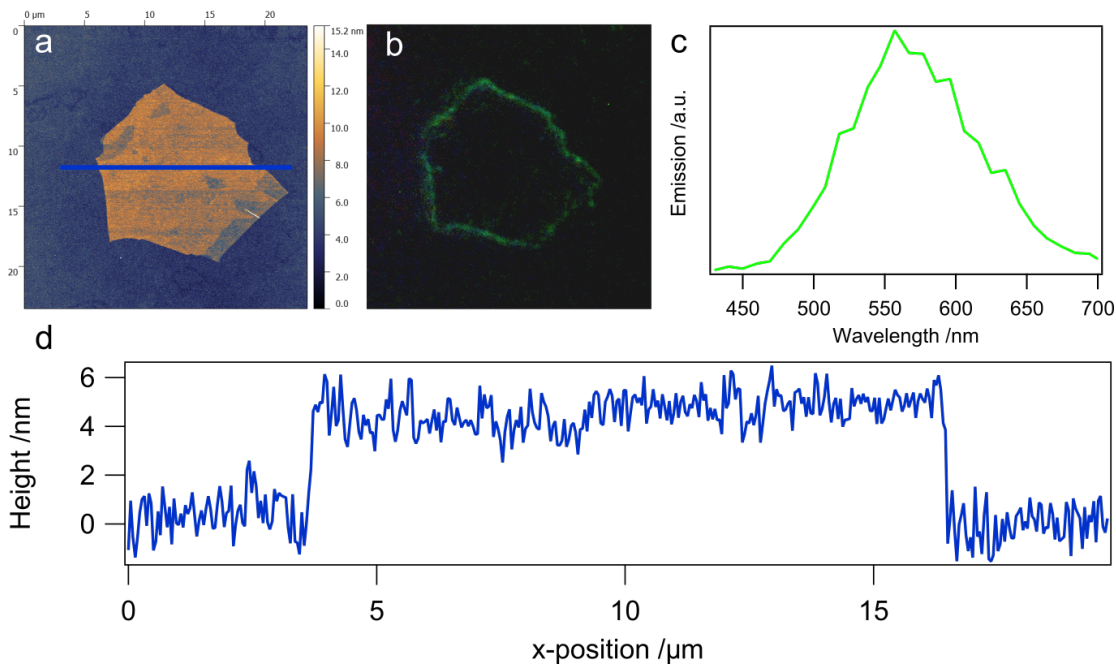 0 µm 5 10 15 20
a
0
5
10
15
20
15.2 nm
14.0
12.0
10.0
8.0
6.0
4.0
2.0
0.0
b
c
Emission /a.u.
450 500 550 600 650 700
Wavelength /nm
d
Height /nm
6
4
2
0
0 5 10 15
x-position /µm